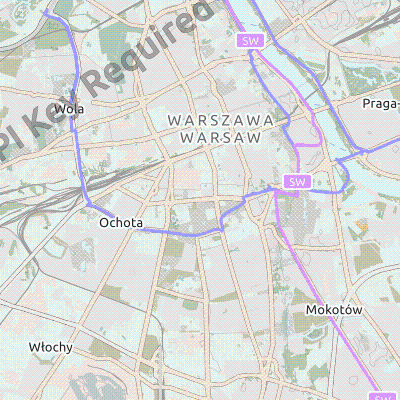 SW
PI Key Required
Wola
Praga-
WARSZAWA
WARSAW
SW
Ochota
Mokotów
Włochy
SW